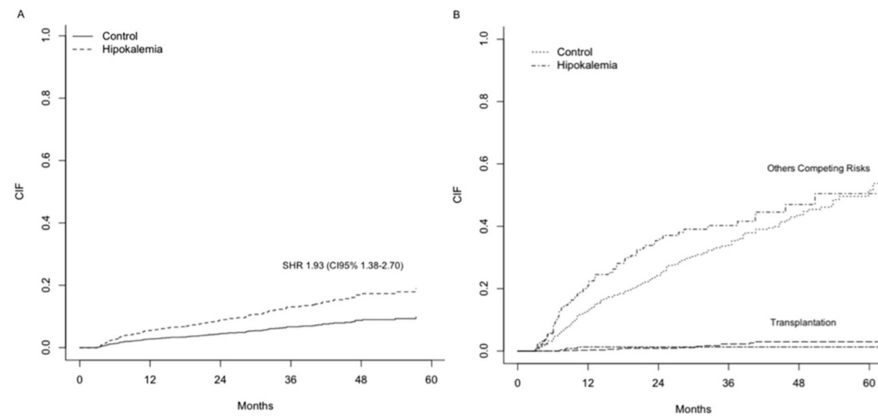 A
Control
Hipokalemia
1.0
0.8
0.6
0.4
0.2
0.0
CIF
SHR 1.93 (CI95% 1.38-2.70)
0 12 24 36 48 60
Months
B
Control
Hipokalemia
1.0
0.8
0.6
0.4
0.2
0.0
CIF
Others Competing Risks
Transplantation
0 12 24 36 48 60
Months